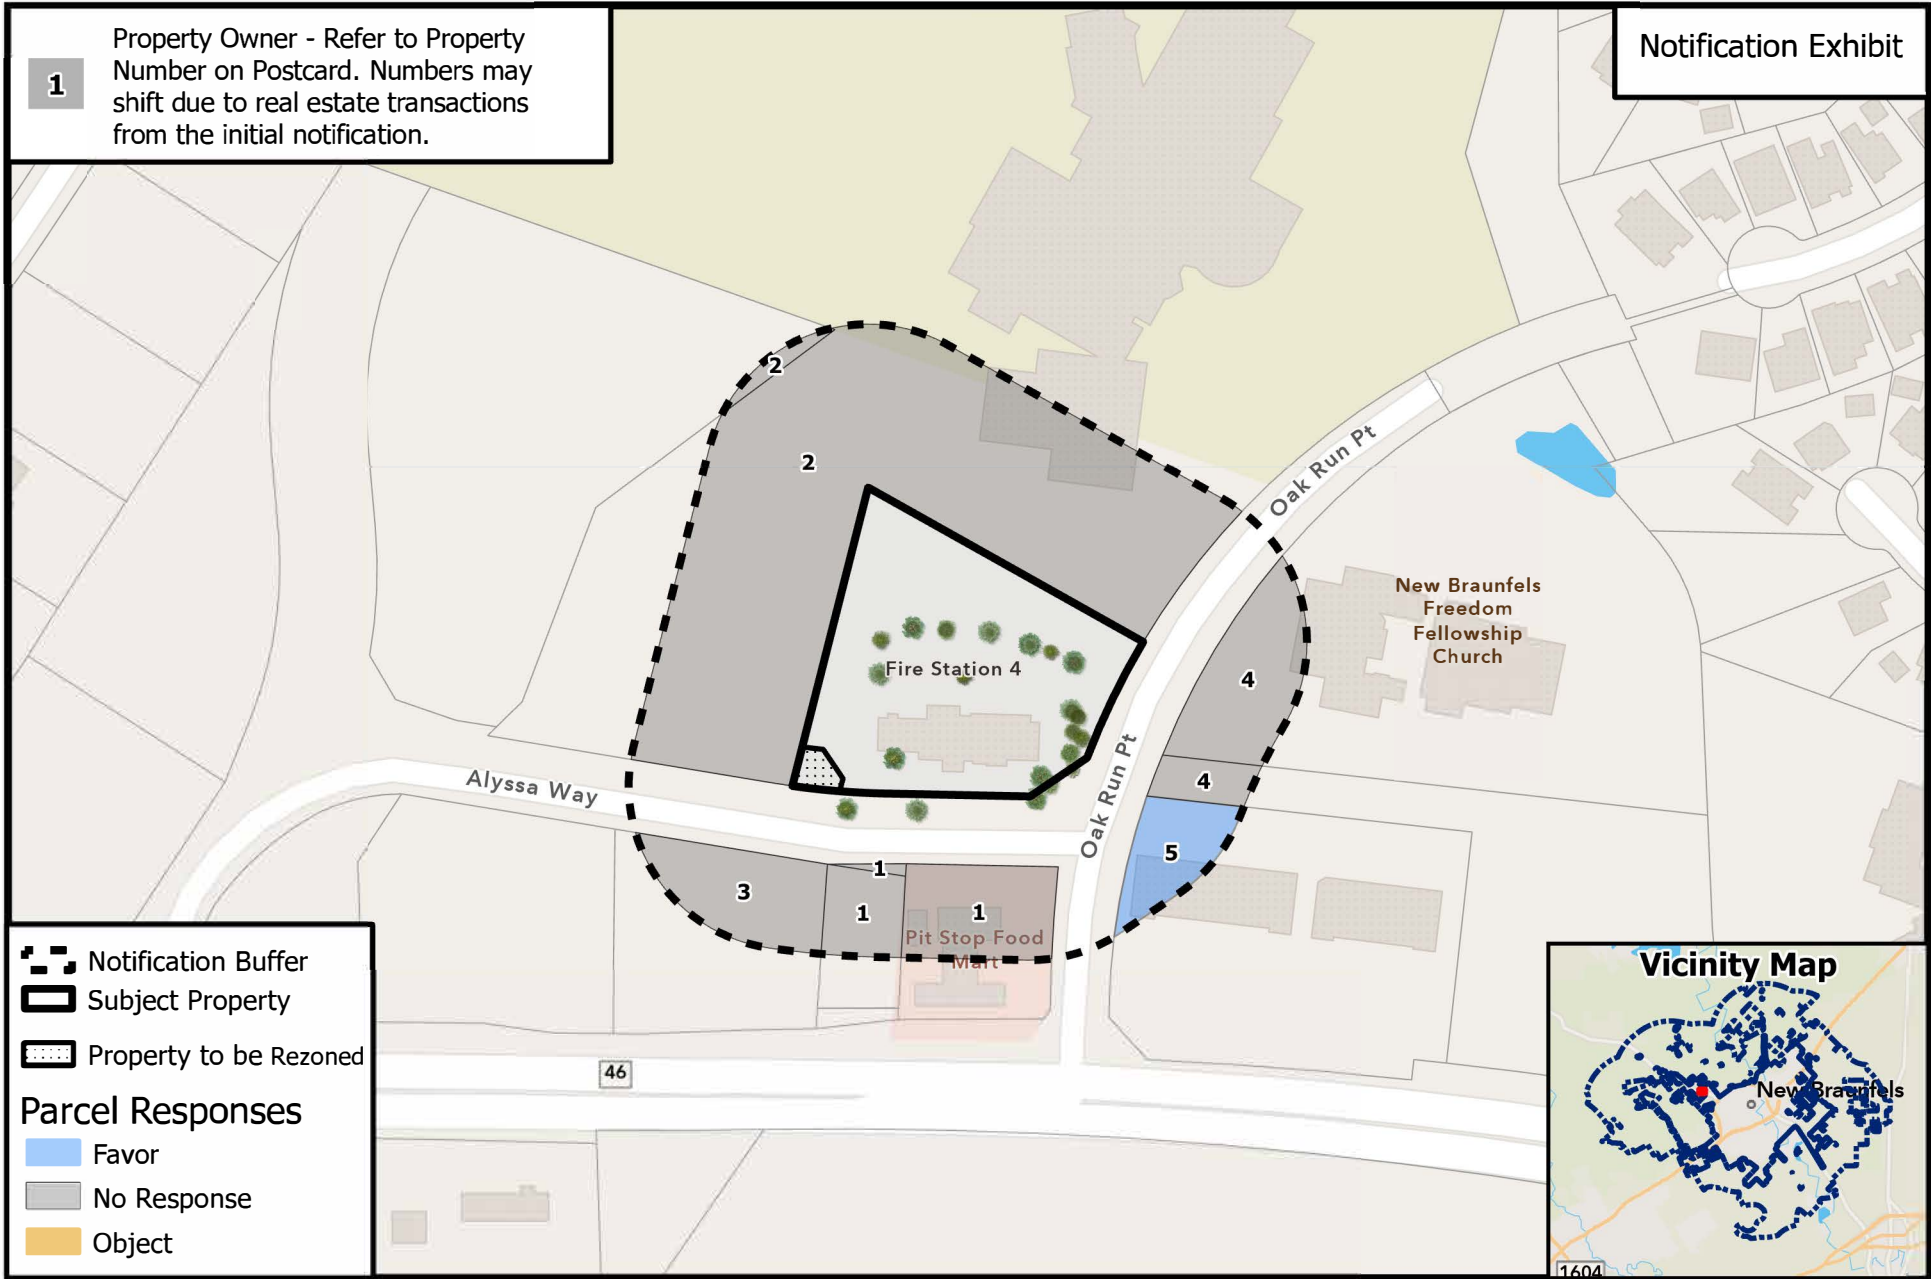 1
Property Owner - Refer to Property
Number on Postcard. Numbers may
shift due to real estate transactions
from the initial notification.
Notification Exhibit
2
2
Oak Run Pt
New Braunfels
Freedom
Fellowship
Church
Fire Station 4
4
4
Oak Run Pt
Alyssa Way
5
3
1
1
1
Pit Stop Food
Mart
46
Notification Buffer
Subject Property
Property to be Rezoned
Parcel Responses
Favor
No Response
Object
Vicinity Map
New Braunfels
1604